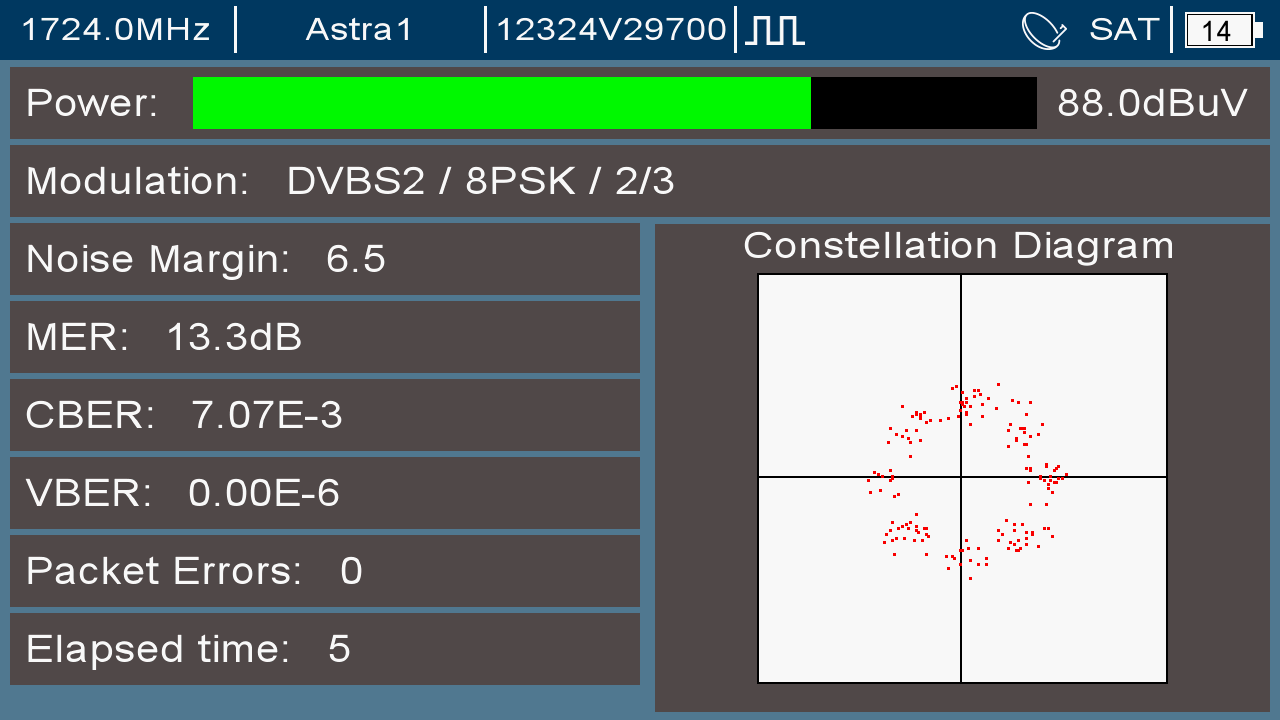 1724.0MHz Astra1 12324V29700 SAT 14
Power: 88.0dBuV
Modulation: DVBS2 / 8PSK / 2/3
Noise Margin: 6.5
Constellation Diagram
MER: 13.3dB
CBER: 7.07E-3
VBER: 0.00E-6
Packet Errors: 0
Elapsed time: 5